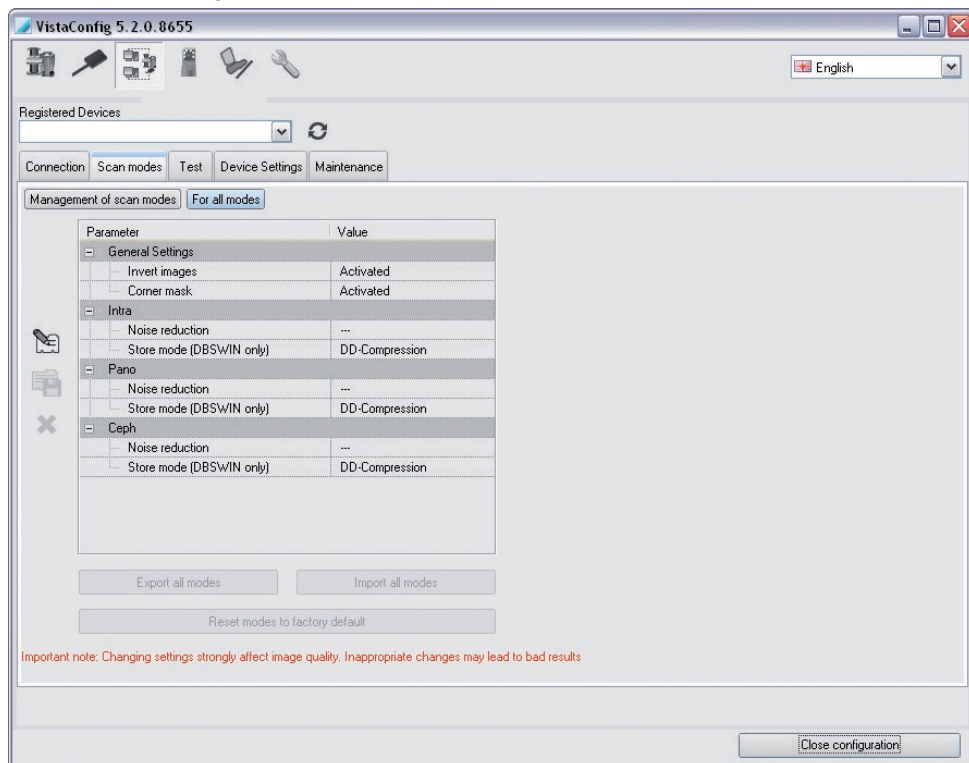 VistaConfig 5.2.0.8655
English
Registered Devices
Connection Scan modes Test Device Settings Maintenance
Management of scan modes For all modes
Parameter Value
General Settings
Invert images Activated
Corner mask Activated
Intra
Noise reduction ---
Store mode (DBSWIN only) DD-Compression
Pano
Noise reduction ---
Store mode (DBSWIN only) DD-Compression
Ceph
Noise reduction ---
Store mode (DBSWIN only) DD-Compression
Export all modes Import all modes
Reset modes to factory default
Important note: Changing settings strongly affect image quality. Inappropriate changes may lead to bad results
Close configuration